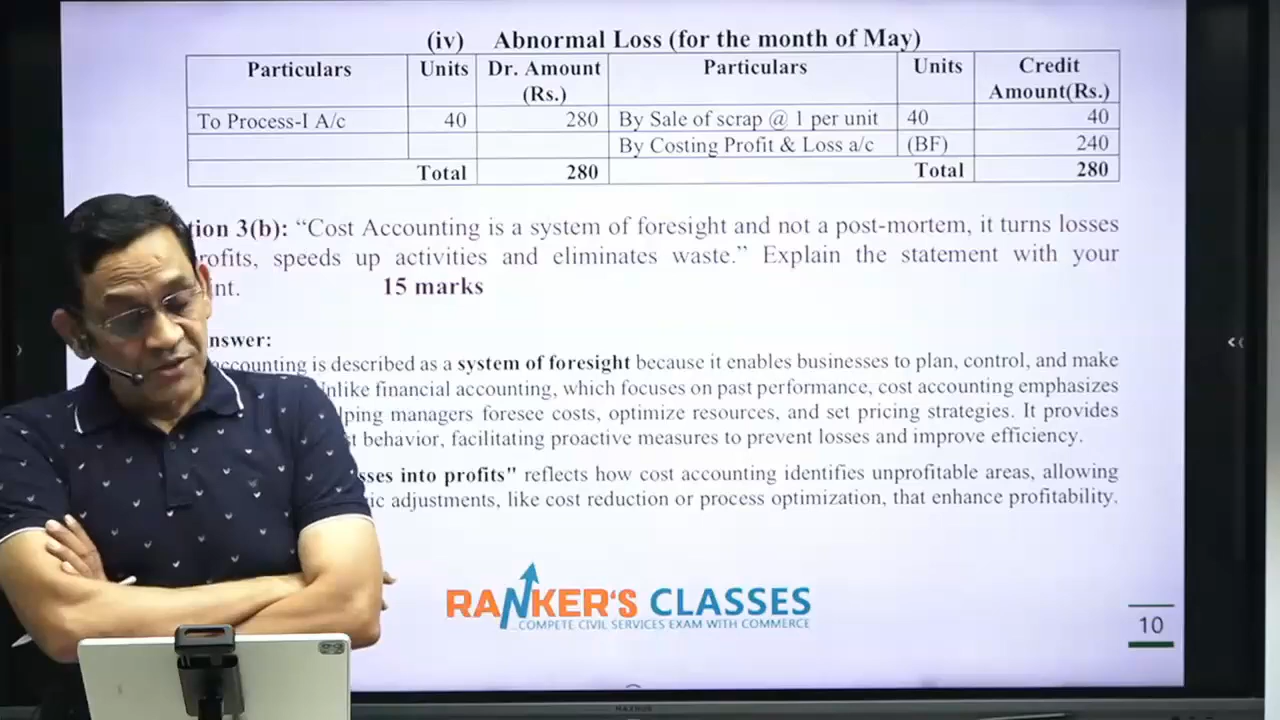 (iv) Abnormal Loss (for the month of May)
Particulars Units Dr. Amount (Rs.) Particulars Units Credit Amount(Rs.)
To Process-I A/c 40 280 By Sale of scrap @ 1 per unit 40 40
By Costing Profit & Loss a/c (BF) 240
Total 280 Total 280
tion 3(b): “Cost Accounting is a system of foresight and not a post-mortem, it turns losses
rofits, speeds up activities and eliminates waste.” Explain the statement with your
int. 15 marks
nswer:
accounting is described as a system of foresight because it enables businesses to plan, control, and make
nlike financial accounting, which focuses on past performance, cost accounting emphasizes
lping managers foresee costs, optimize resources, and set pricing strategies. It provides
t behavior, facilitating proactive measures to prevent losses and improve efficiency.
sses into profits" reflects how cost accounting identifies unprofitable areas, allowing
ic adjustments, like cost reduction or process optimization, that enhance profitability.
RANKER'S CLASSES
...COMPETE CIVIL SERVICES EXAM WITH COMMERCE
10
MAXHUB